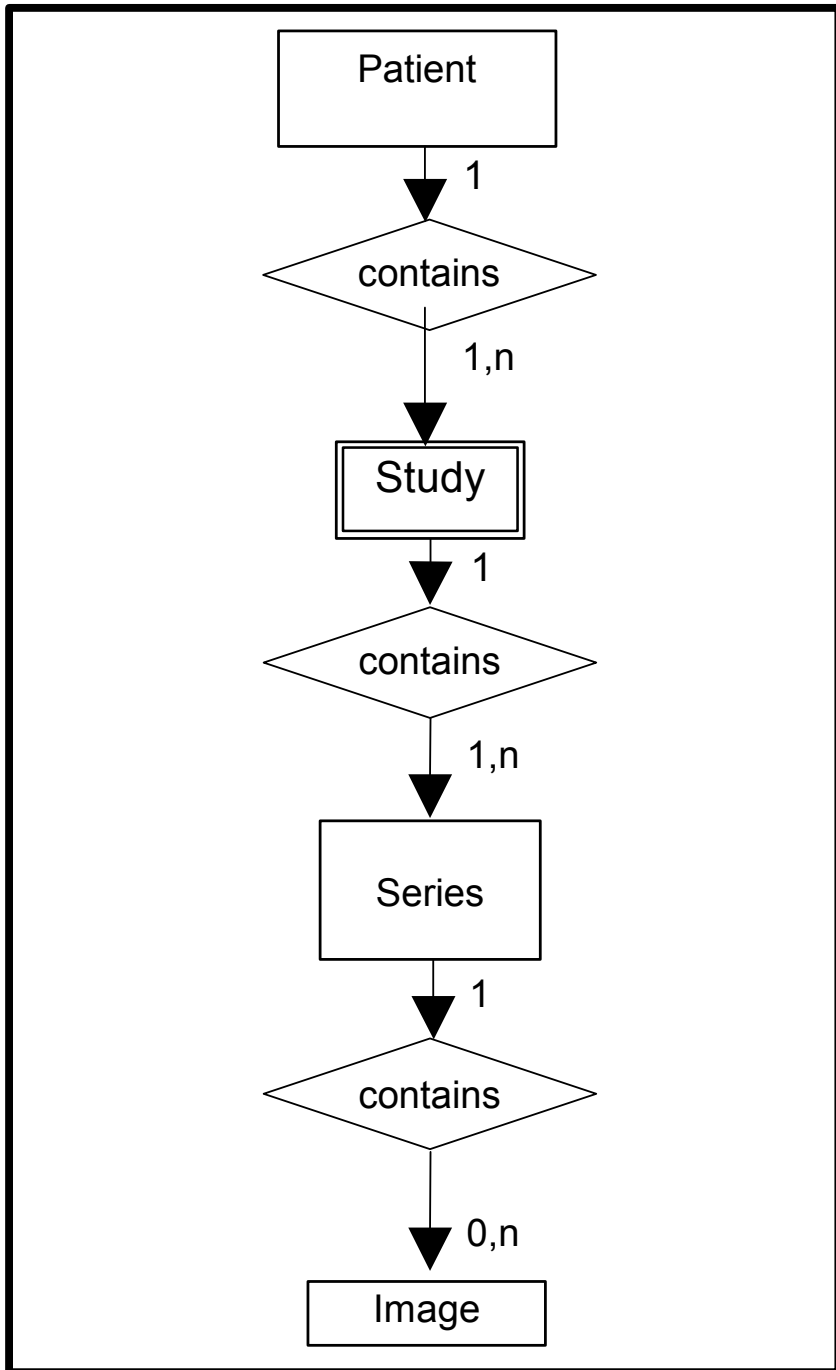 Patient
1
contains
1,n
Study
1
contains
1,n
Series
1
contains
0,n
Image